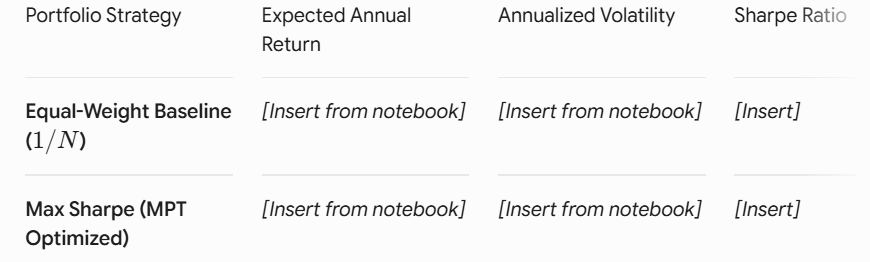 Portfolio Strategy Expected Annual Return Annualized Volatility Sharpe Ratio
Equal-Weight Baseline (1/N) [Insert from notebook] [Insert from notebook] [Insert]
Max Sharpe (MPT Optimized) [Insert from notebook] [Insert from notebook] [Insert]